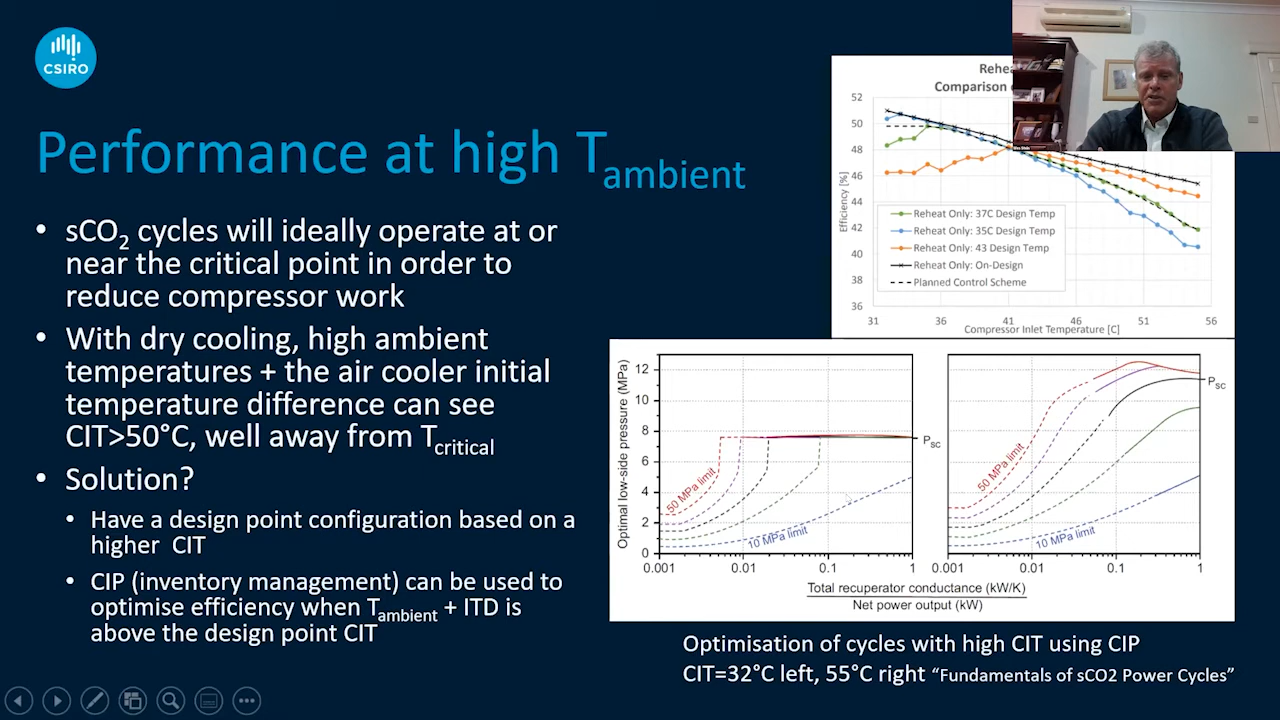 CSIRO
Performance at high Tambient
• sCO2 cycles will ideally operate at or
near the critical point in order to
reduce compressor work
• With dry cooling, high ambient
temperatures + the air cooler initial
temperature difference can see
CIT>50°C, well away from Tcritical
• Solution?
• Have a design point configuration based on a
higher CIT
• CIP (inventory management) can be used to
optimise efficiency when Tambient + ITD is
above the design point CIT
Comparison
52
50
48
46
44
42
40
38
36
Efficiency [%]
Reheat Only: 37C Design Temp
Reheat Only: 35C Design Temp
Reheat Only: 43 Design Temp
Reheat Only: On-Design
Planned Control Scheme
31 36 41 46 51 56
Compressor Inlet Temperature [C]
Optimal low-side pressure (MPa)
12
10
8
6
4
2
0
50 MPa limit
10 MPa limit
PSC
0.001 0.01 0.1 1
50 MPa limit
10 MPa limit
PSC
0.001 0.01 0.1 1
Total recuperator conductance (kW/K)
Net power output (kW)
Optimisation of cycles with high CIT using CIP
CIT=32°C left, 55°C right “Fundamentals of sCO2 Power Cycles”